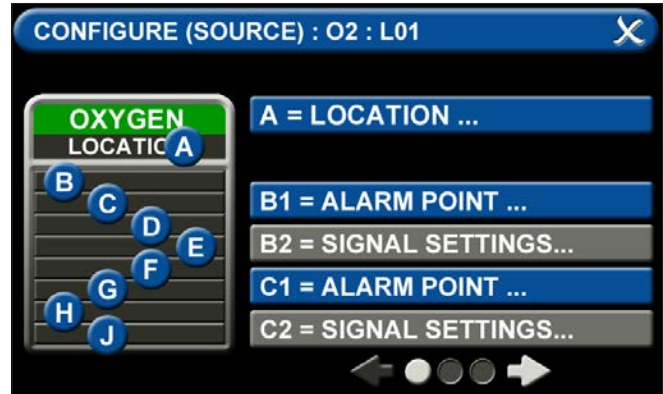 CONFIGURE (SOURCE) : O2 : L01
X
OXYGEN
LOCATIO
A
B
C
D
E
F
G
H
J
A = LOCATION ...
B1 = ALARM POINT ...
B2 = SIGNAL SETTINGS...
C1 = ALARM POINT ...
C2 = SIGNAL SETTINGS...